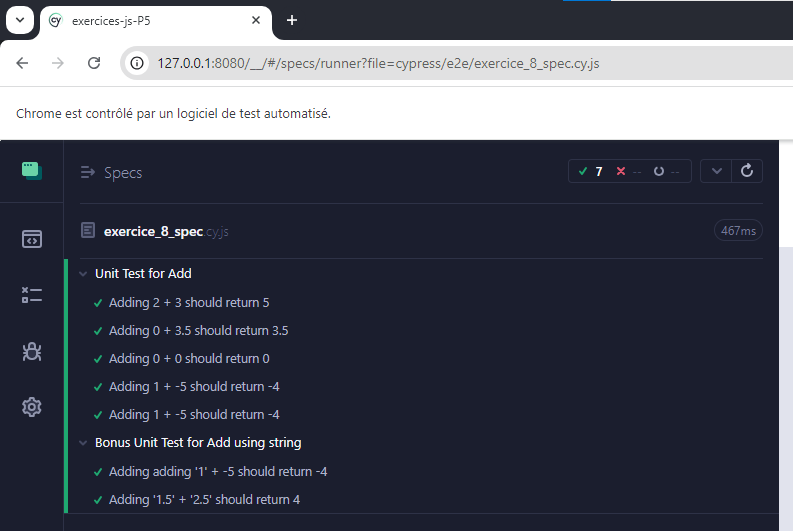 cy exercices-js-P5
127.0.0.1:8080/__/#/specs/runner?file=cypress/e2e/exercice_8_spec.cy.js
Chrome est contrôlé par un logiciel de test automatisé.
Specs 7 -- --
exercice_8_spec.cy.js 467ms
Unit Test for Add
Adding 2 + 3 should return 5
Adding 0 + 3.5 should return 3.5
Adding 0 + 0 should return 0
Adding 1 + -5 should return -4
Adding 1 + -5 should return -4
Bonus Unit Test for Add using string
Adding adding '1' + -5 should return -4
Adding '1.5' + '2.5' should return 4